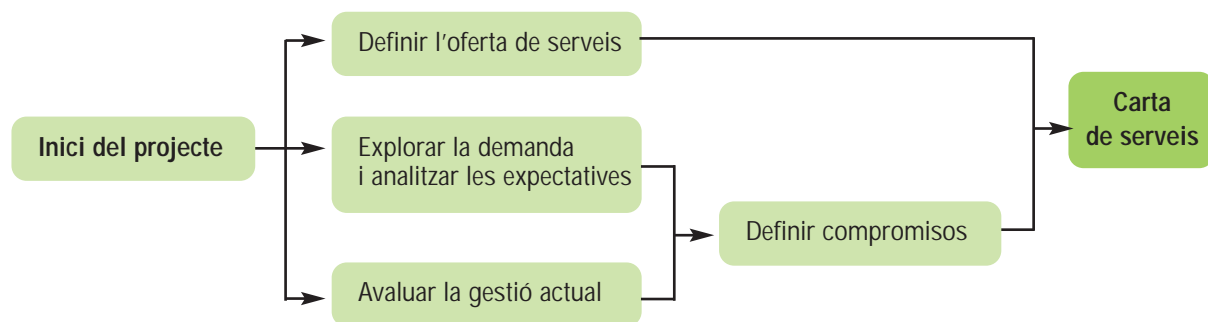 Definir l'oferta de serveis
Inici del projecte
Explorar la demanda
i analitzar les expectatives
Avaluar la gestió actual
Definir compromisos
Carta
de serveis